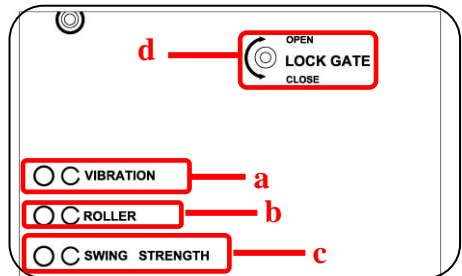 d
OPEN
LOCK GATE
CLOSE
VIBRATION
a
ROLLER
b
SWING STRENGTH
c